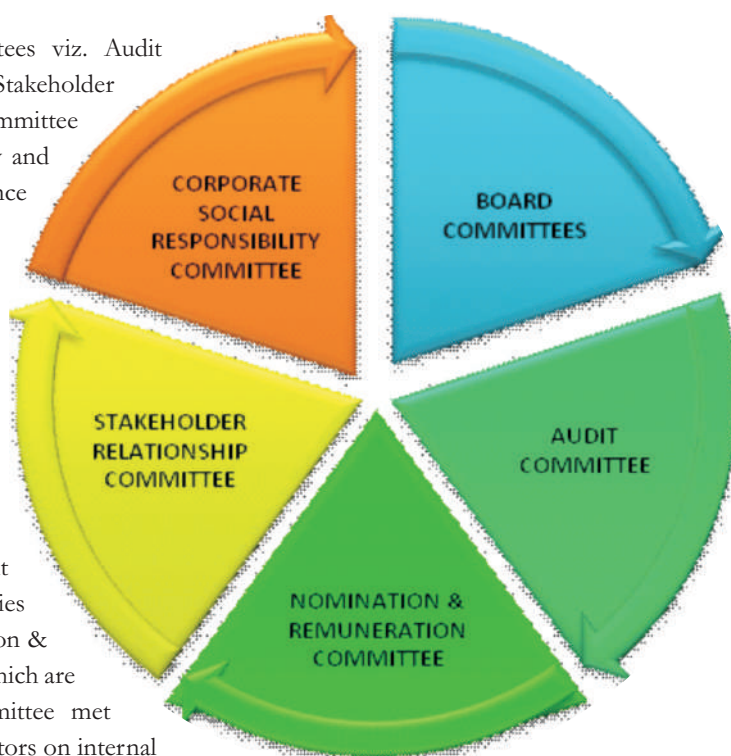 tees viz. Audit
Stakeholder
mmittee
and
nce
CORPORATE
SOCIAL
RESPONSIBILITY
COMMITTEE
BOARD
COMMITTEES
STAKEHOLDER
RELATIONSHIP
COMMITTEE
AUDIT
COMMITTEE
NOMINATION &
REMUNERATION
COMMITTEE
t
ies
on &
hich are
mittee met
tors on internal